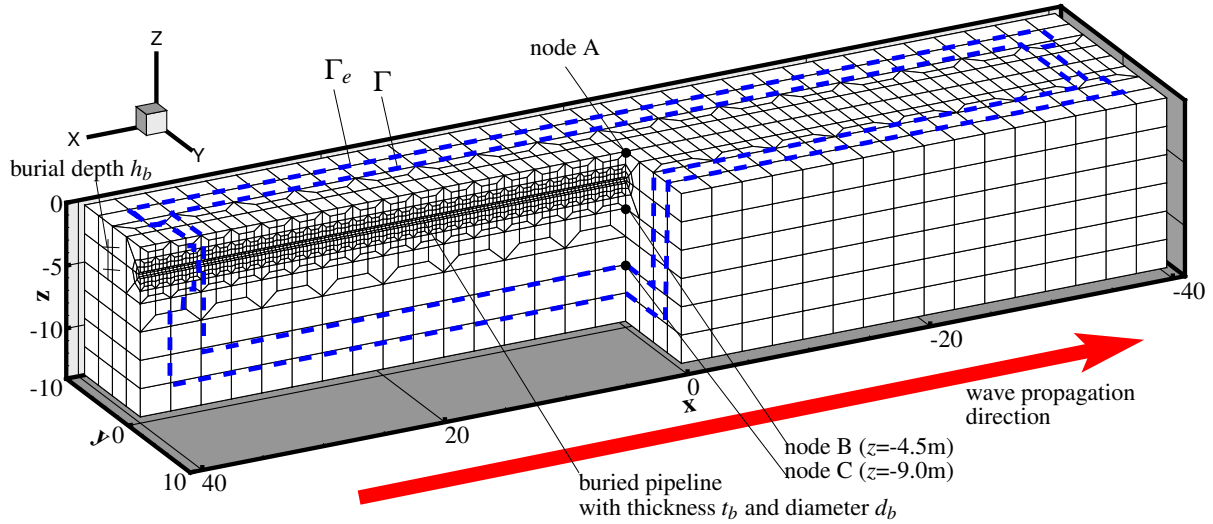 node A
Z
Γe Γ
X
Y
burial depth hb
0
-5
z
-10
-40
-20
0
x
wave propagation
direction
y 0
20
node B (z=-4.5m)
node C (z=-9.0m)
10 40
buried pipeline
with thickness tb and diameter db